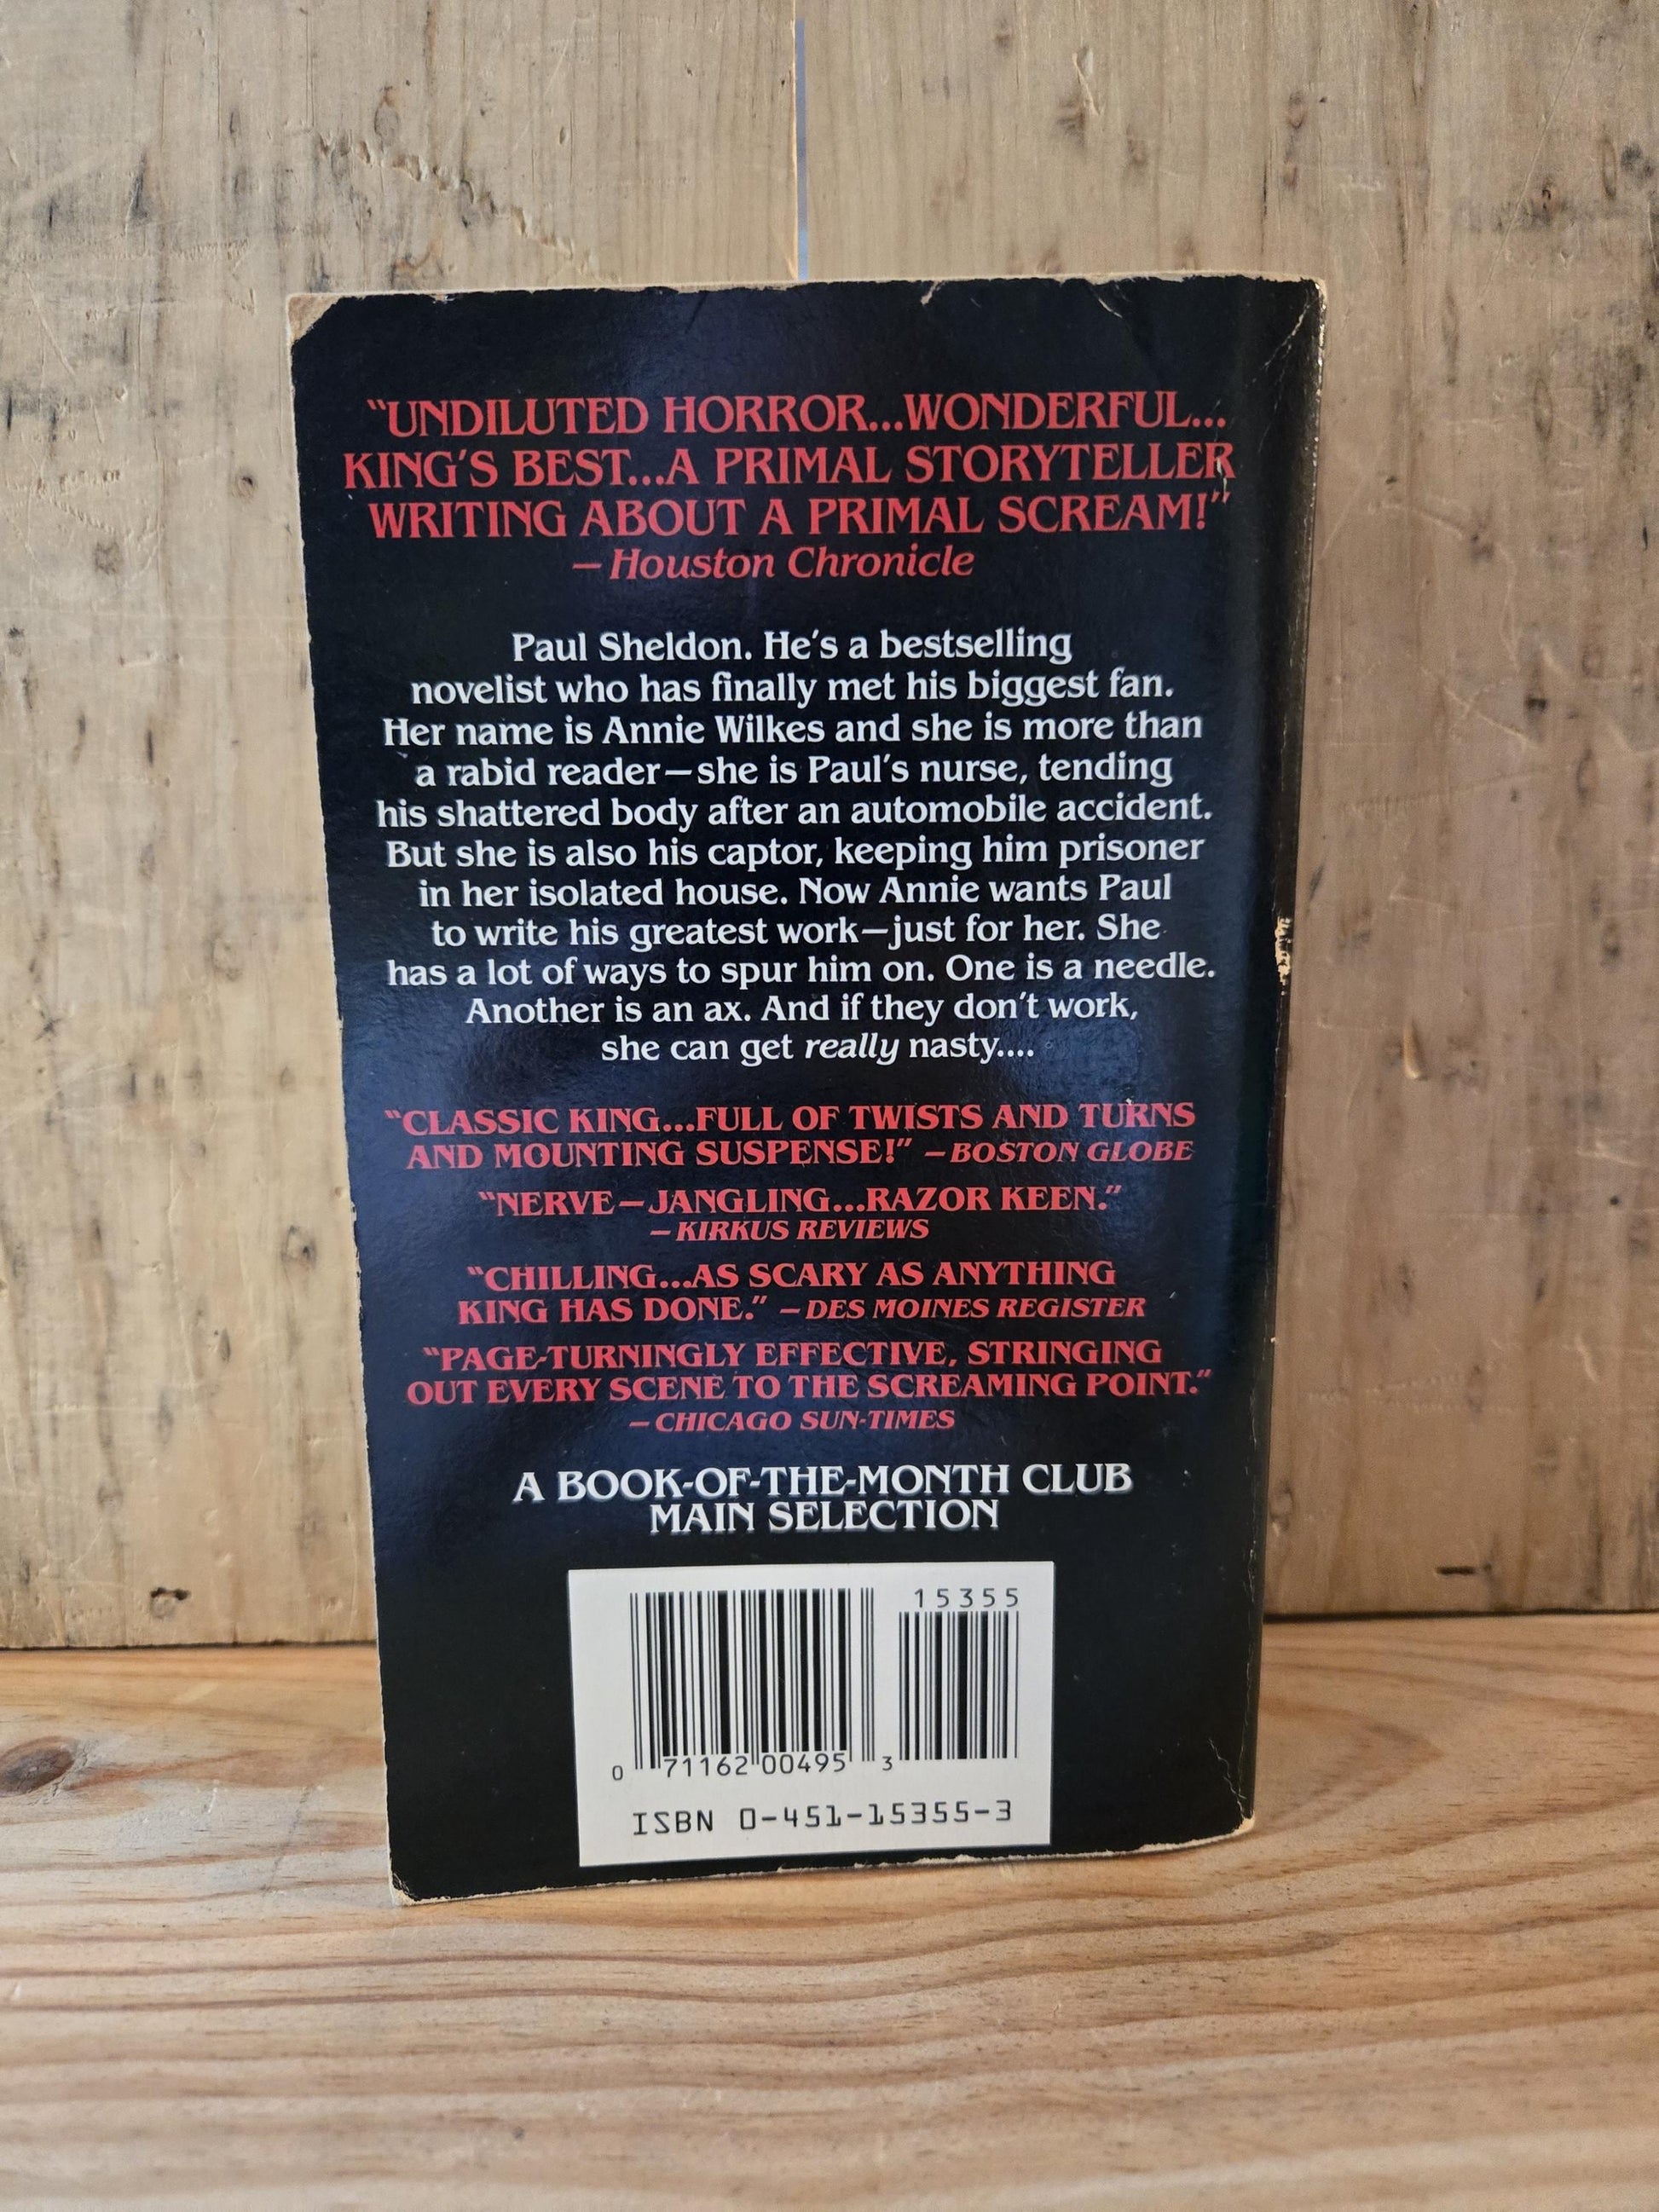 “UNDILUTED HORROR...WONDERFUL...
KING’S BEST...A PRIMAL STORYTELLER
WRITING ABOUT A PRIMAL SCREAM!”
—Houston Chronicle
Paul Sheldon. He’s a bestselling
novelist who has finally met his biggest fan.
Her name is Annie Wilkes and she is more than
a rabid reader—she is Paul’s nurse, tending
his shattered body after an automobile accident.
But she is also his captor, keeping him prisoner
in her isolated house. Now Annie wants Paul
to write his greatest work—just for her. She
has a lot of ways to spur him on. One is a needle.
Another is an ax. And if they don’t work,
she can get really nasty....
“CLASSIC KING...FULL OF TWISTS AND TURNS
AND MOUNTING SUSPENSE!” —BOSTON GLOBE
“NERVE—JANGLING...RAZOR KEEN.”
—KIRKUS REVIEWS
“CHILLING...AS SCARY AS ANYTHING
KING HAS DONE.” —DES MOINES REGISTER
“PAGE-TURNINGLY EFFECTIVE, STRINGING
OUT EVERY SCENE TO THE SCREAMING POINT.”
—CHICAGO SUN-TIMES
A BOOK-OF-THE-MONTH CLUB
MAIN SELECTION
15355
0 71162 00495 3
ISBN 0-451-15355-3